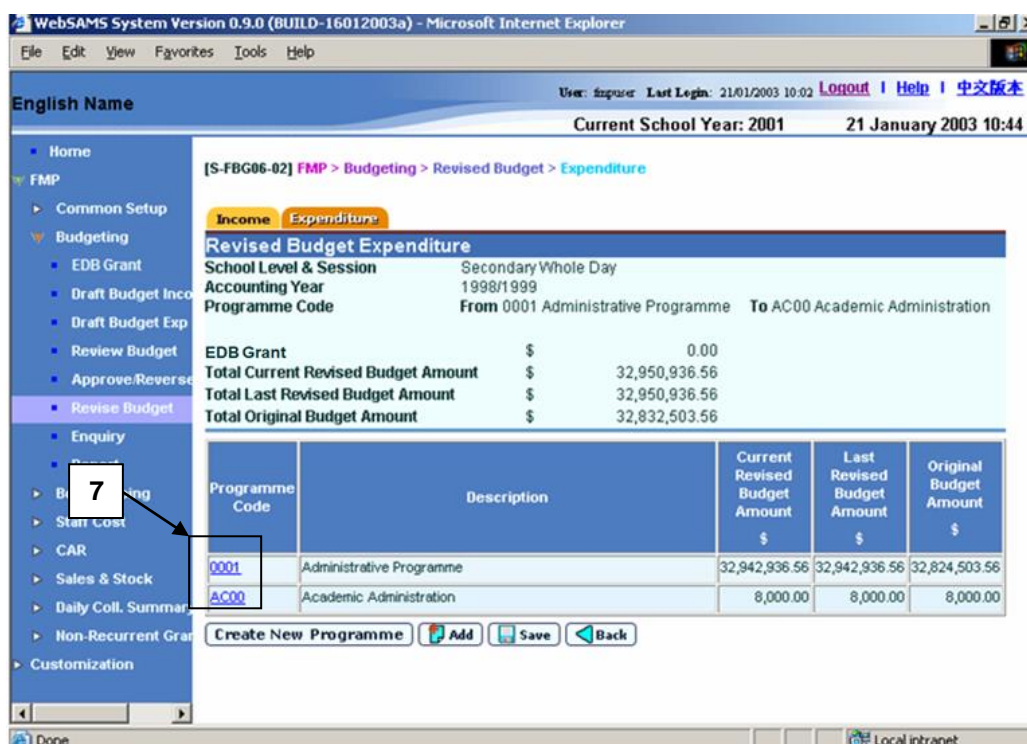 WebSAMS System Version 0.9.0 (BUILD-16012003a) - Microsoft Internet Explorer
File Edit View Favorites Tools Help
English Name
User: fmpuser Last Login: 21/01/2003 10:02 Logout | Help | 中文版本
Current School Year: 2001 21 January 2003 10:44
Home
FMP
Common Setup
Budgeting
EDB Grant
Draft Budget Inco
Draft Budget Exp
Review Budget
Approve/Reverse
Revise Budget
Enquiry
7
Staff Cost
CAR
Sales & Stock
Daily Coll. Summar
Non-Recurrent Gran
Customization
[S-FBG06-02] FMP > Budgeting > Revised Budget > Expenditure
Income Expenditure
Revised Budget Expenditure
School Level & Session Secondary Whole Day
Accounting Year 1998/1999
Programme Code From 0001 Administrative Programme To AC00 Academic Administration
EDB Grant $ 0.00
Total Current Revised Budget Amount $ 32,950,936.56
Total Last Revised Budget Amount $ 32,950,936.56
Total Original Budget Amount $ 32,832,503.56
Programme Code Description Current Revised Budget Amount $ Last Revised Budget Amount $ Original Budget Amount $
0001 Administrative Programme 32,942,936.56 32,942,936.56 32,824,503.56
AC00 Academic Administration 8,000.00 8,000.00 8,000.00
Create New Programme Add Save Back
Done Local intranet